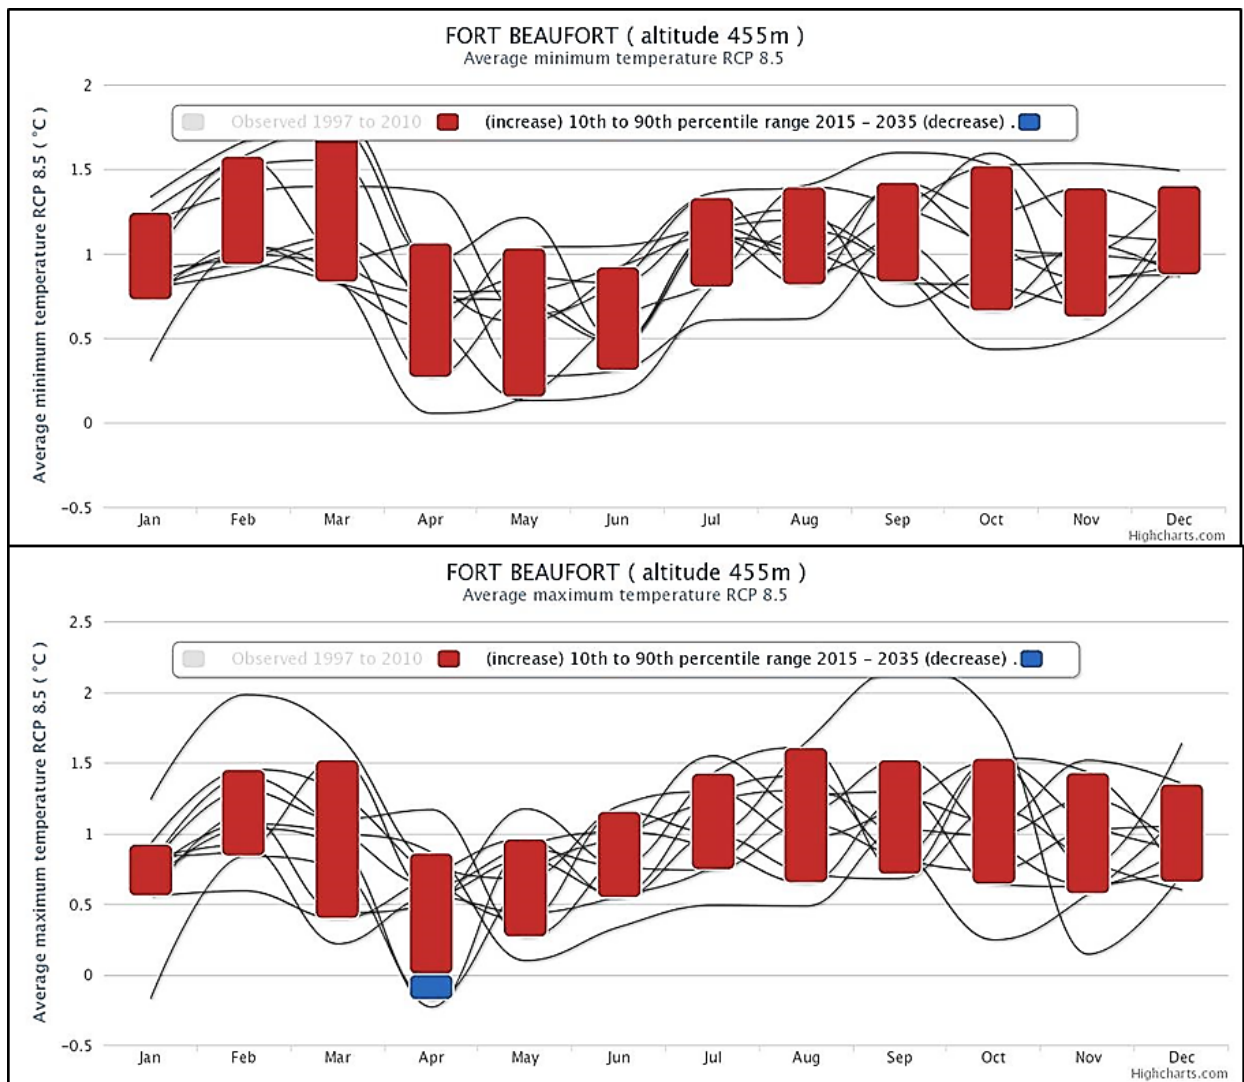 FORT BEAUFORT ( altitude 455m )
Average minimum temperature RCP 8.5
Average minimum temperature RCP 8.5 ( °C )
2
Observed 1997 to 2010 (increase) 10th to 90th percentile range 2015 – 2035 (decrease) .
1.5
1
0.5
0
−0.5
Jan Feb Mar Apr May Jun Jul Aug Sep Oct Nov Dec
Highcharts.com
FORT BEAUFORT ( altitude 455m )
Average maximum temperature RCP 8.5
Average maximum temperature RCP 8.5 ( °C )
2.5
Observed 1997 to 2010 (increase) 10th to 90th percentile range 2015 – 2035 (decrease) .
2
1.5
1
0.5
0
−0.5
Jan Feb Mar Apr May Jun Jul Aug Sep Oct Nov Dec
Highcharts.com